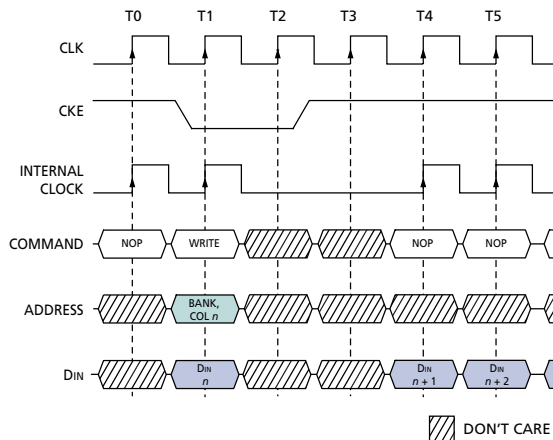 T0 T1 T2 T3 T4 T5
CLK
CKE
INTERNAL
CLOCK
COMMAND NOP WRITE NOP NOP
ADDRESS BANK,
COL n
DIN DIN
n DIN
n + 1 DIN
n + 2
DON'T CARE